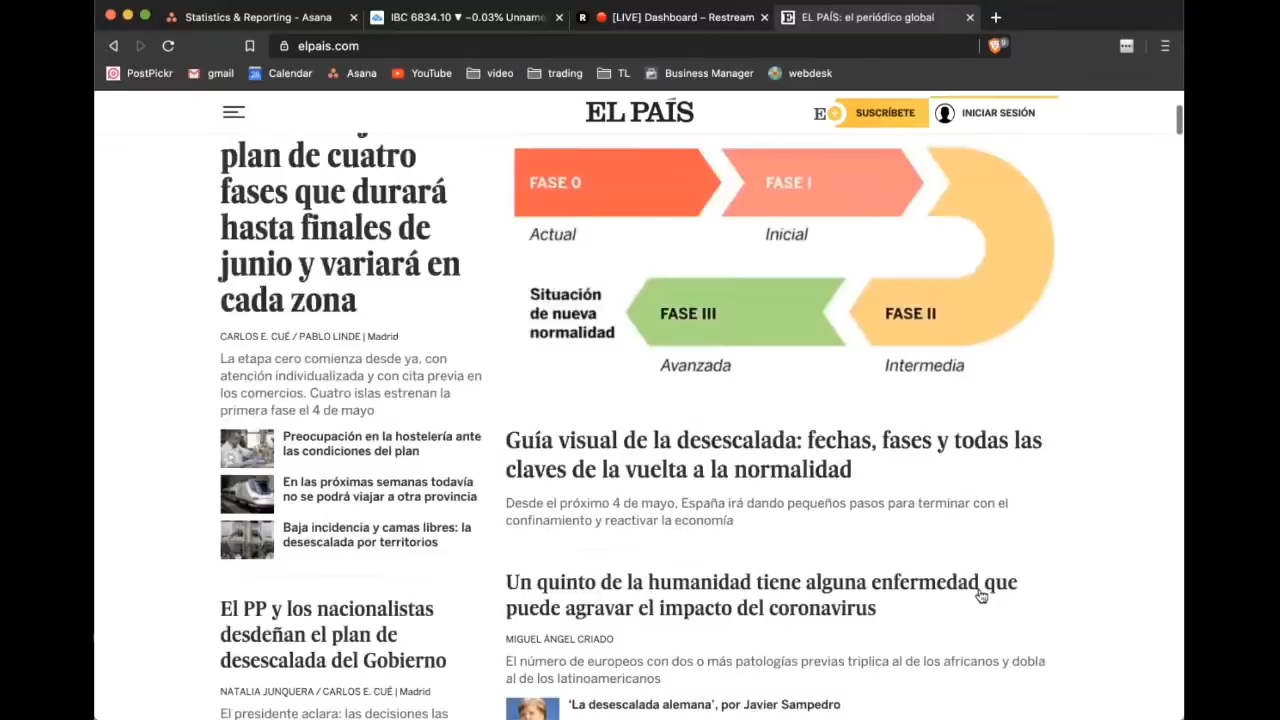 Statistics & Reporting - Asana
IBC 6834.10 ▼ −0.03% Unname
[LIVE] Dashboard – Restream
EL PAÍS: el periódico global
elpais.com
PostPickr
gmail
Calendar
Asana
YouTube
video
trading
TL
Business Manager
webdesk
EL PAÍS
E+
SUSCRÍBETE
INICIAR SESIÓN
plan de cuatro
fases que durará
hasta finales de
junio y variará en
cada zona
CARLOS E. CUÉ / PABLO LINDE | Madrid
La etapa cero comienza desde ya, con
atención individualizada y con cita previa en
los comercios. Cuatro islas estrenan la
primera fase el 4 de mayo
Preocupación en la hostelería ante
las condiciones del plan
En las próximas semanas todavía
no se podrá viajar a otra provincia
Baja incidencia y camas libres: la
desescalada por territorios
El PP y los nacionalistas
desdeñan el plan de
desescalada del Gobierno
NATALIA JUNQUERA / CARLOS E. CUÉ | Madrid
El presidente aclara: las decisiones las
FASE 0
FASE I
Actual
Inicial
Situación
de nueva
normalidad
FASE III
FASE II
Avanzada
Intermedia
Guía visual de la desescalada: fechas, fases y todas las
claves de la vuelta a la normalidad
Desde el próximo 4 de mayo, España irá dando pequeños pasos para terminar con el
confinamiento y reactivar la economía
Un quinto de la humanidad tiene alguna enfermedad que
puede agravar el impacto del coronavirus
MIGUEL ÁNGEL CRIADO
El número de europeos con dos o más patologías previas triplica al de los africanos y dobla
al de los latinoamericanos
‘La desescalada alemana’, por Javier Sampedro